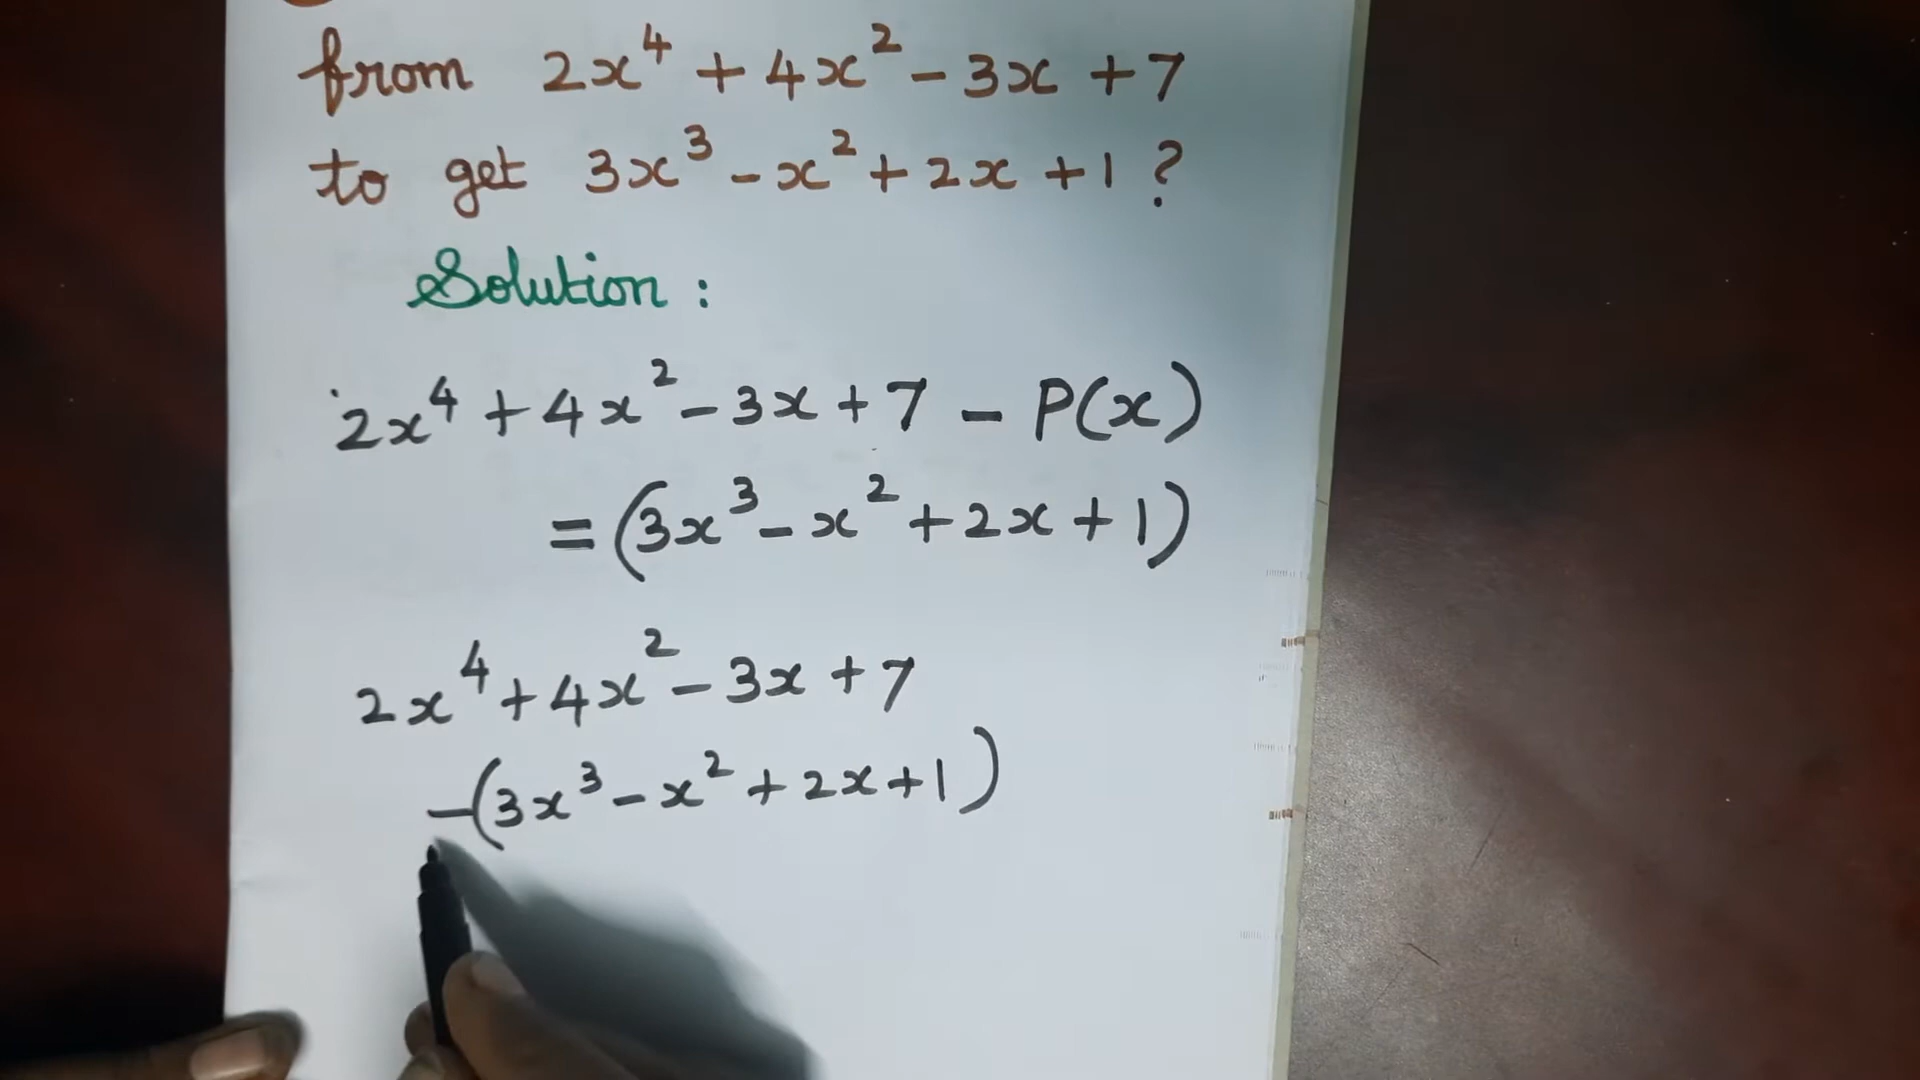 from 2x⁴ + 4x² - 3x + 7
to get 3x³ - x² + 2x + 1 ?
Solution :
2x⁴ + 4x² - 3x + 7 - P(x)
= (3x³ - x² + 2x + 1)
2x⁴ + 4x² - 3x + 7
-(3x³ - x² + 2x + 1)